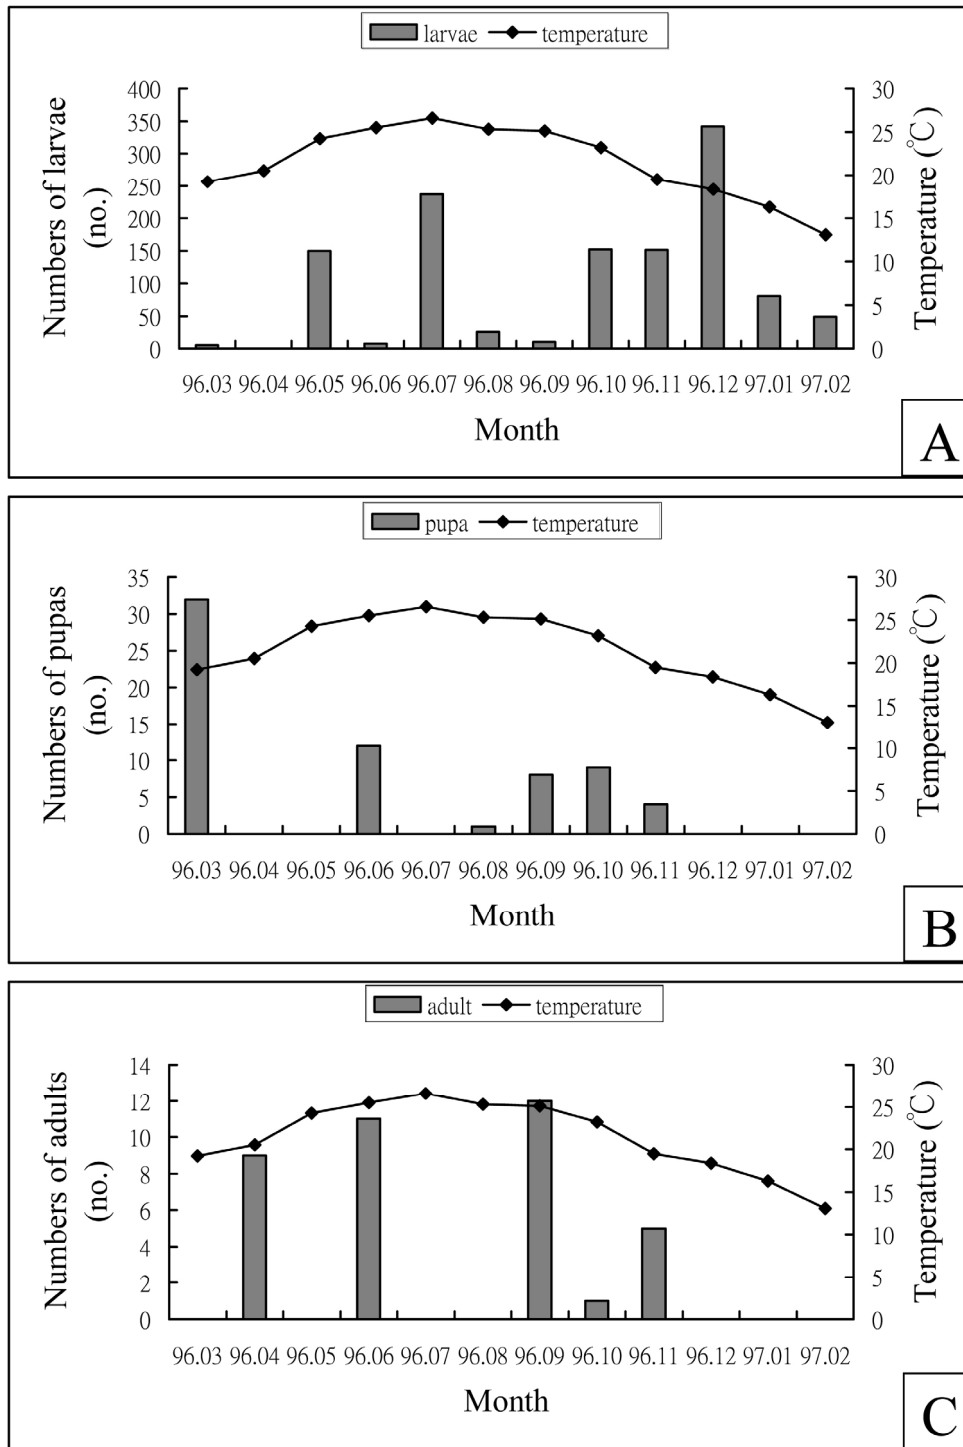 larvae temperature
Numbers of larvae
(no.)
400
350
300
250
200
150
100
50
0
30
25
20
15
10
5
0
Temperature (℃)
96.03 96.04 96.05 96.06 96.07 96.08 96.09 96.10 96.11 96.12 97.01 97.02
Month
A
pupa temperature
Numbers of pupas
(no.)
35
30
25
20
15
10
5
0
30
25
20
15
10
5
0
Temperature (℃)
96.03 96.04 96.05 96.06 96.07 96.08 96.09 96.10 96.11 96.12 97.01 97.02
Month
B
adult temperature
Numbers of adults
(no.)
14
12
10
8
6
4
2
0
30
25
20
15
10
5
0
Temperature (℃)
96.03 96.04 96.05 96.06 96.07 96.08 96.09 96.10 96.11 96.12 97.01 97.02
Month
C